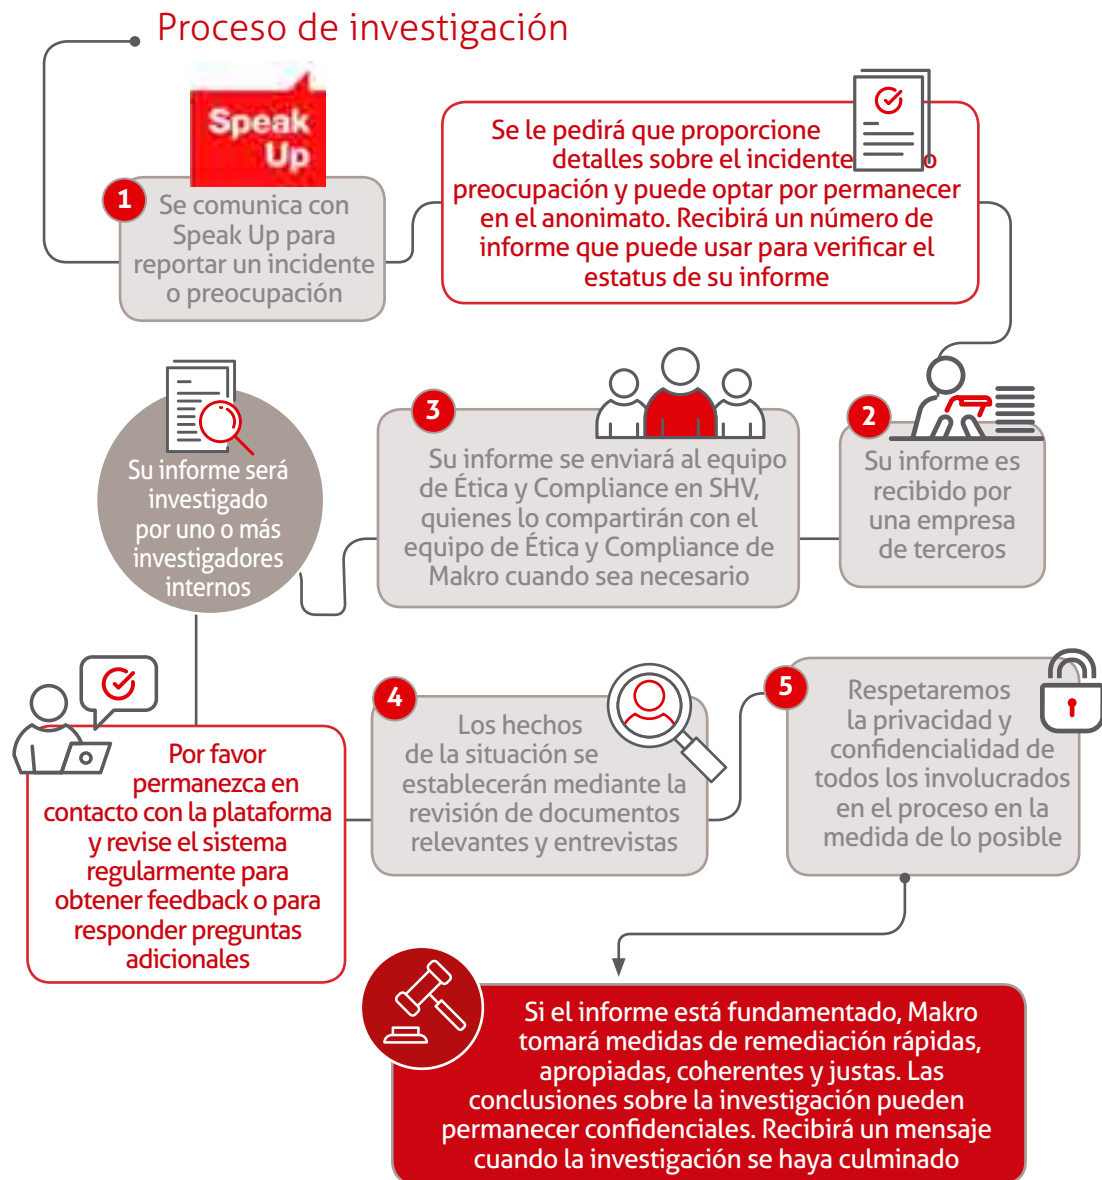 Proceso de investigación
Speak
Up
1
Se comunica con
Speak Up para
reportar un incidente
o preocupación
Se le pedirá que proporcione
detalles sobre el incidente o
preocupación y puede optar por permanecer
en el anonimato. Recibirá un número de
informe que puede usar para verificar el
estatus de su informe
2
Su informe es
recibido por
una empresa
de terceros
3
Su informe se enviará al equipo
de Ética y Compliance en SHV,
quienes lo compartirán con el
equipo de Ética y Compliance de
Makro cuando sea necesario
Su informe será
investigado
por uno o más
investigadores
internos
Por favor
permanezca en
contacto con la plataforma
y revise el sistema
regularmente para
obtener feedback o para
responder preguntas
adicionales
4
Los hechos
de la situación se
establecerán mediante la
revisión de documentos
relevantes y entrevistas
5
Respetaremos
la privacidad y
confidencialidad de
todos los involucrados
en el proceso en la
medida de lo posible
Si el informe está fundamentado, Makro
tomará medidas de remediación rápidas,
apropiadas, coherentes y justas. Las
conclusiones sobre la investigación pueden
permanecer confidenciales. Recibirá un mensaje
cuando la investigación se haya culminado